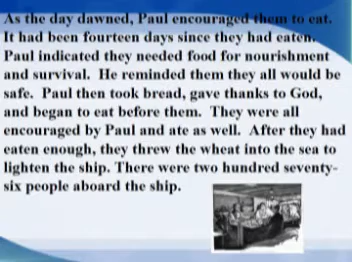 As the day dawned, Paul encouraged them to eat.
It had been fourteen days since they had eaten.
Paul indicated they needed food for nourishment
and survival. He reminded them they all would be
safe. Paul then took bread, gave thanks to God,
and began to eat before them. They were all
encouraged by Paul and ate as well. After they had
eaten enough, they threw the wheat into the sea to
lighten the ship. There were two hundred seventy-
six people aboard the ship.